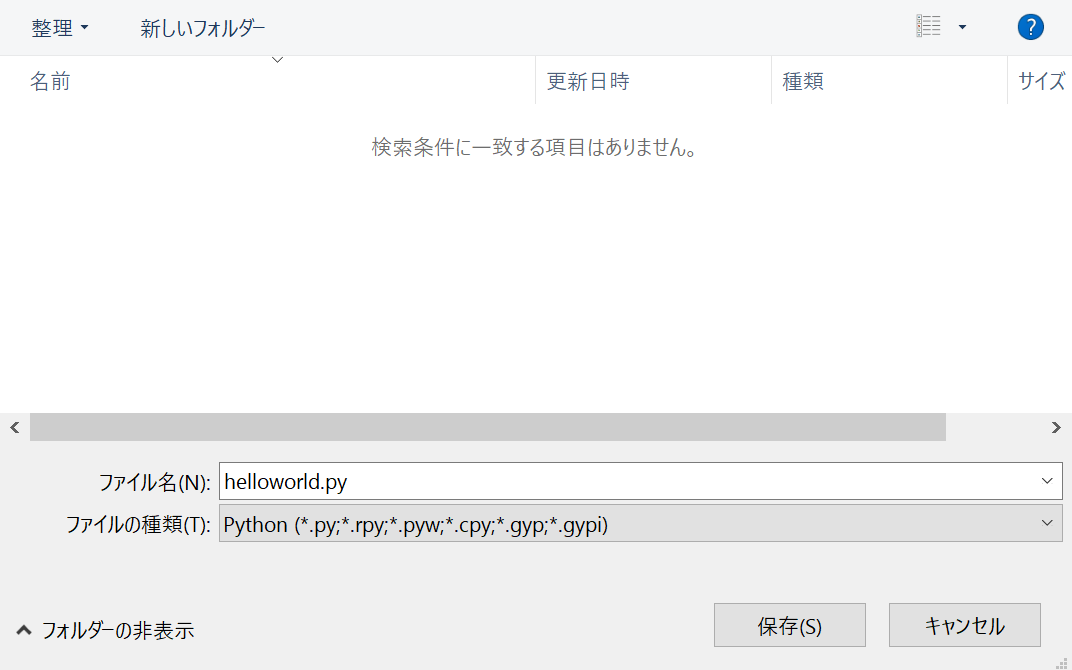 整理 新しいフォルダー ?
名前 更新日時 種類 サイズ
検索条件に一致する項目はありません。
ファイル名(N): helloworld.py
ファイルの種類(T): Python (*.py;*.rpy;*.pyw;*.cpy;*.gyp;*.gypi)
フォルダーの非表示 保存(S) キャンセル